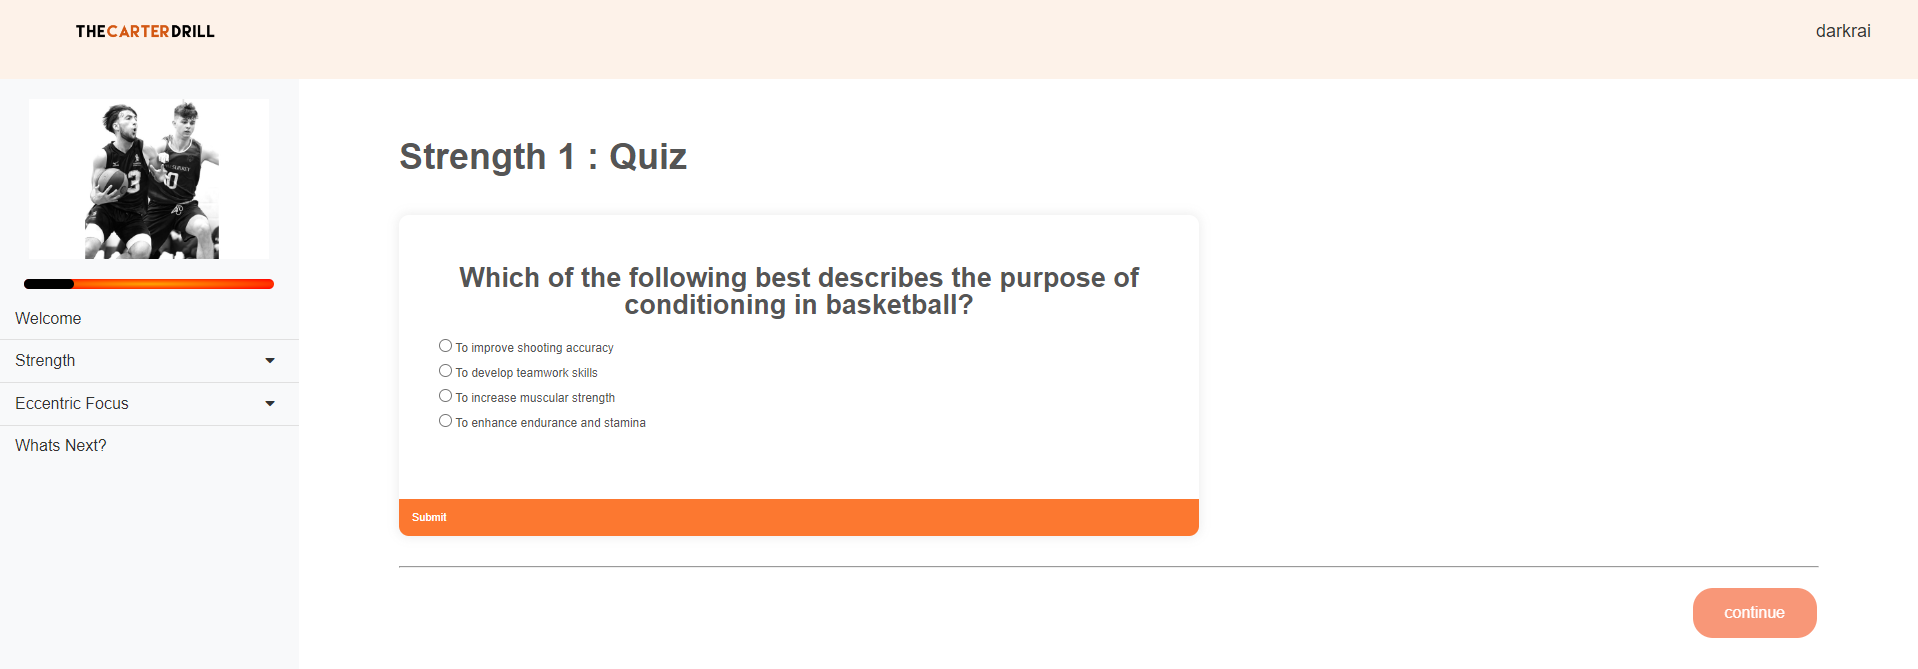 THECARTERDRILL
darkrai
Welcome
Strength
Eccentric Focus
Whats Next?
Strength 1 : Quiz
Which of the following best describes the purpose of
conditioning in basketball?
To improve shooting accuracy
To develop teamwork skills
To increase muscular strength
To enhance endurance and stamina
Submit
continue